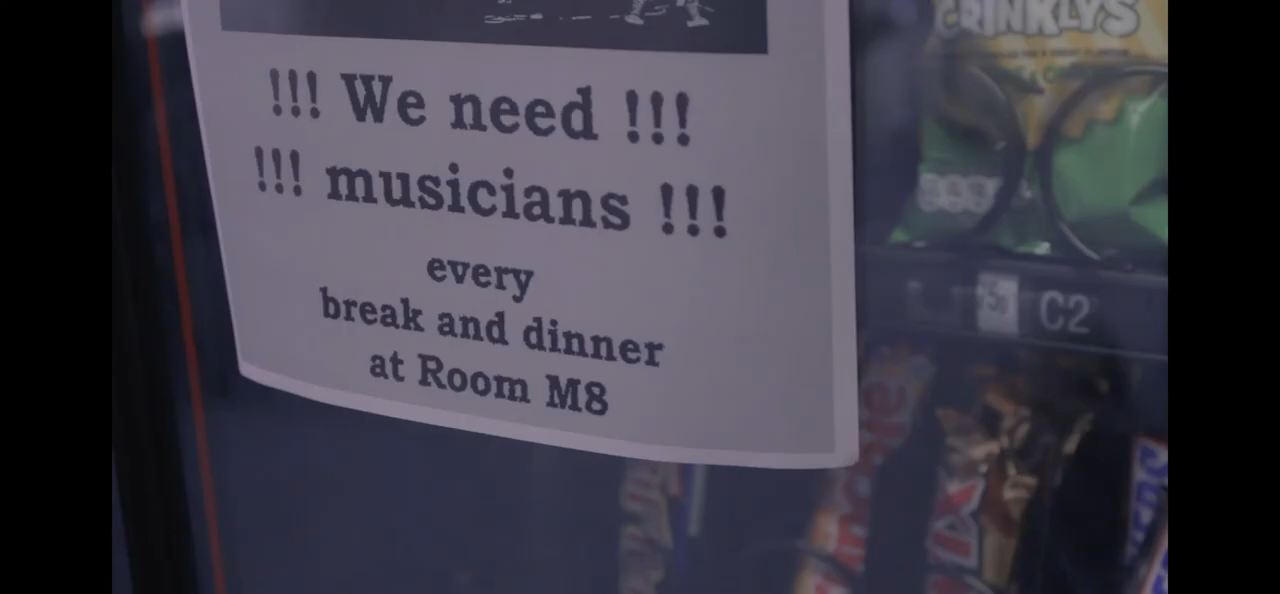 CRINKLYS
!!! We need !!!
!!! musicians !!!
every
break and dinner
at Room M8
C2